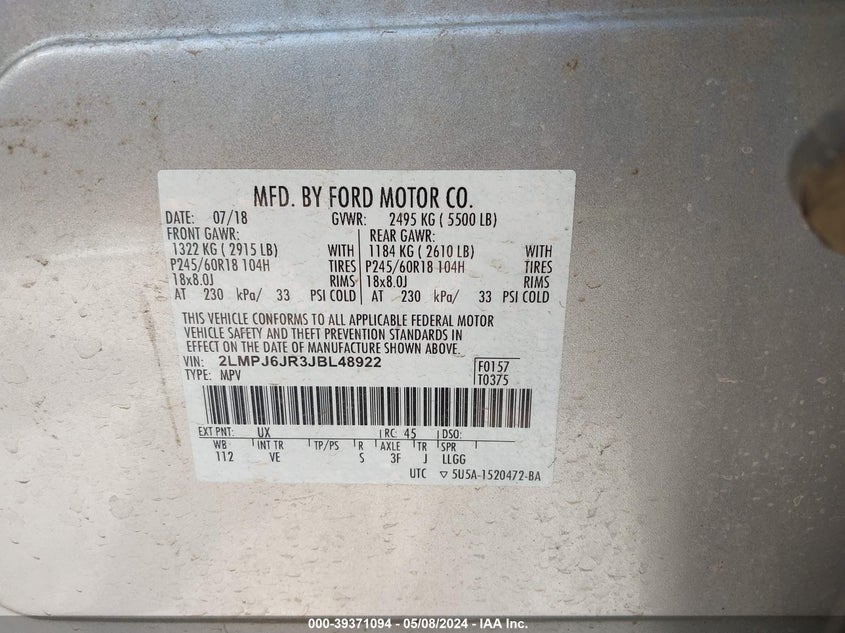 MFD. BY FORD MOTOR CO.
DATE: 07/18 GVWR: 2495 KG ( 5500 LB)
FRONT GAWR: REAR GAWR:
1322 KG ( 2915 LB) WITH 1184 KG ( 2610 LB) WITH
P245/60R18 104H TIRES P245/60R18 104H TIRES
18x8.0J RIMS 18x8.0J RIMS
AT 230 kPa/ 33 PSI COLD AT 230 kPa/ 33 PSI COLD
THIS VEHICLE CONFORMS TO ALL APPLICABLE FEDERAL MOTOR
VEHICLE SAFETY AND THEFT PREVENTION STANDARDS IN
EFFECT ON THE DATE OF MANUFACTURE SHOWN ABOVE.
VIN: 2LMPJ6JR3JBL48922 F0157
TYPE: MPV T0375
EXT PNT: UX RC: 45 DSO:
WB INT TR TP/PS R AXLE TR SPR
112 VE S 3F J LLGG
UTC ▽ 5U5A-1520472-BA
000-39371094 - 05/08/2024 - IAA Inc.